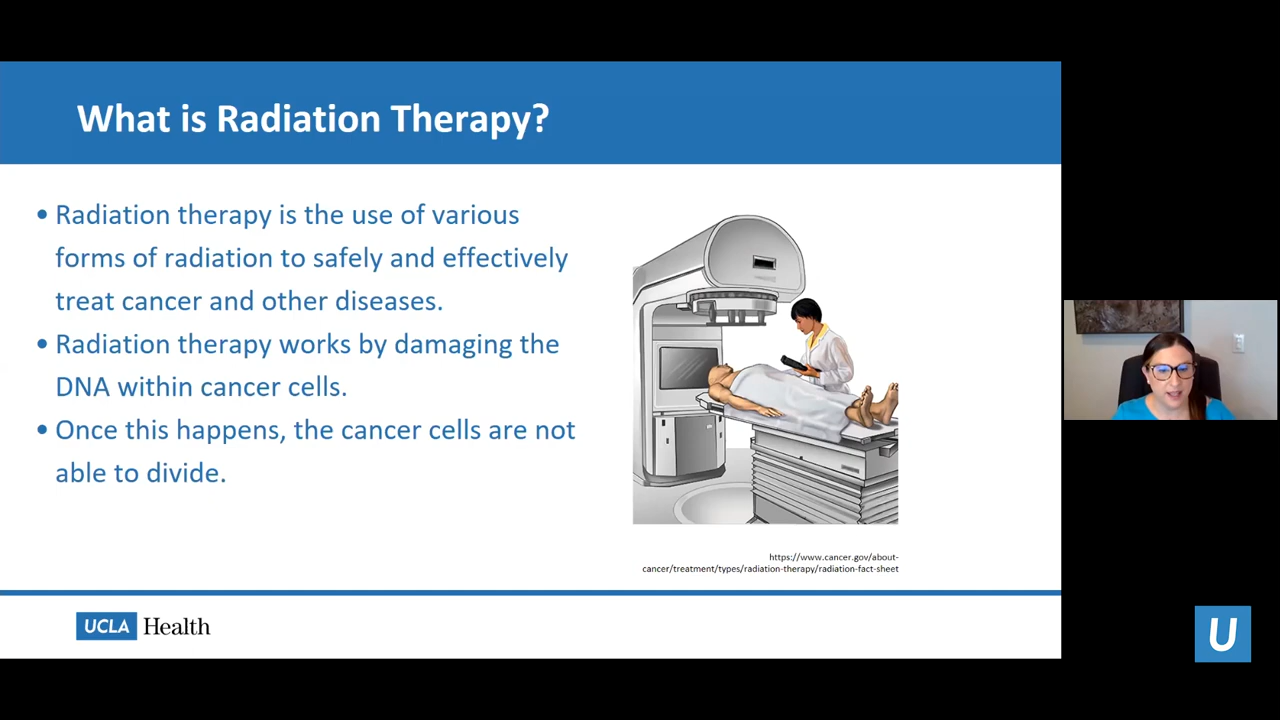 What is Radiation Therapy?
• Radiation therapy is the use of various
forms of radiation to safely and effectively
treat cancer and other diseases.
• Radiation therapy works by damaging the
DNA within cancer cells.
• Once this happens, the cancer cells are not
able to divide.
https://www.cancer.gov/about-
cancer/treatment/types/radiation-therapy/radiation-fact-sheet
UCLA Health
U